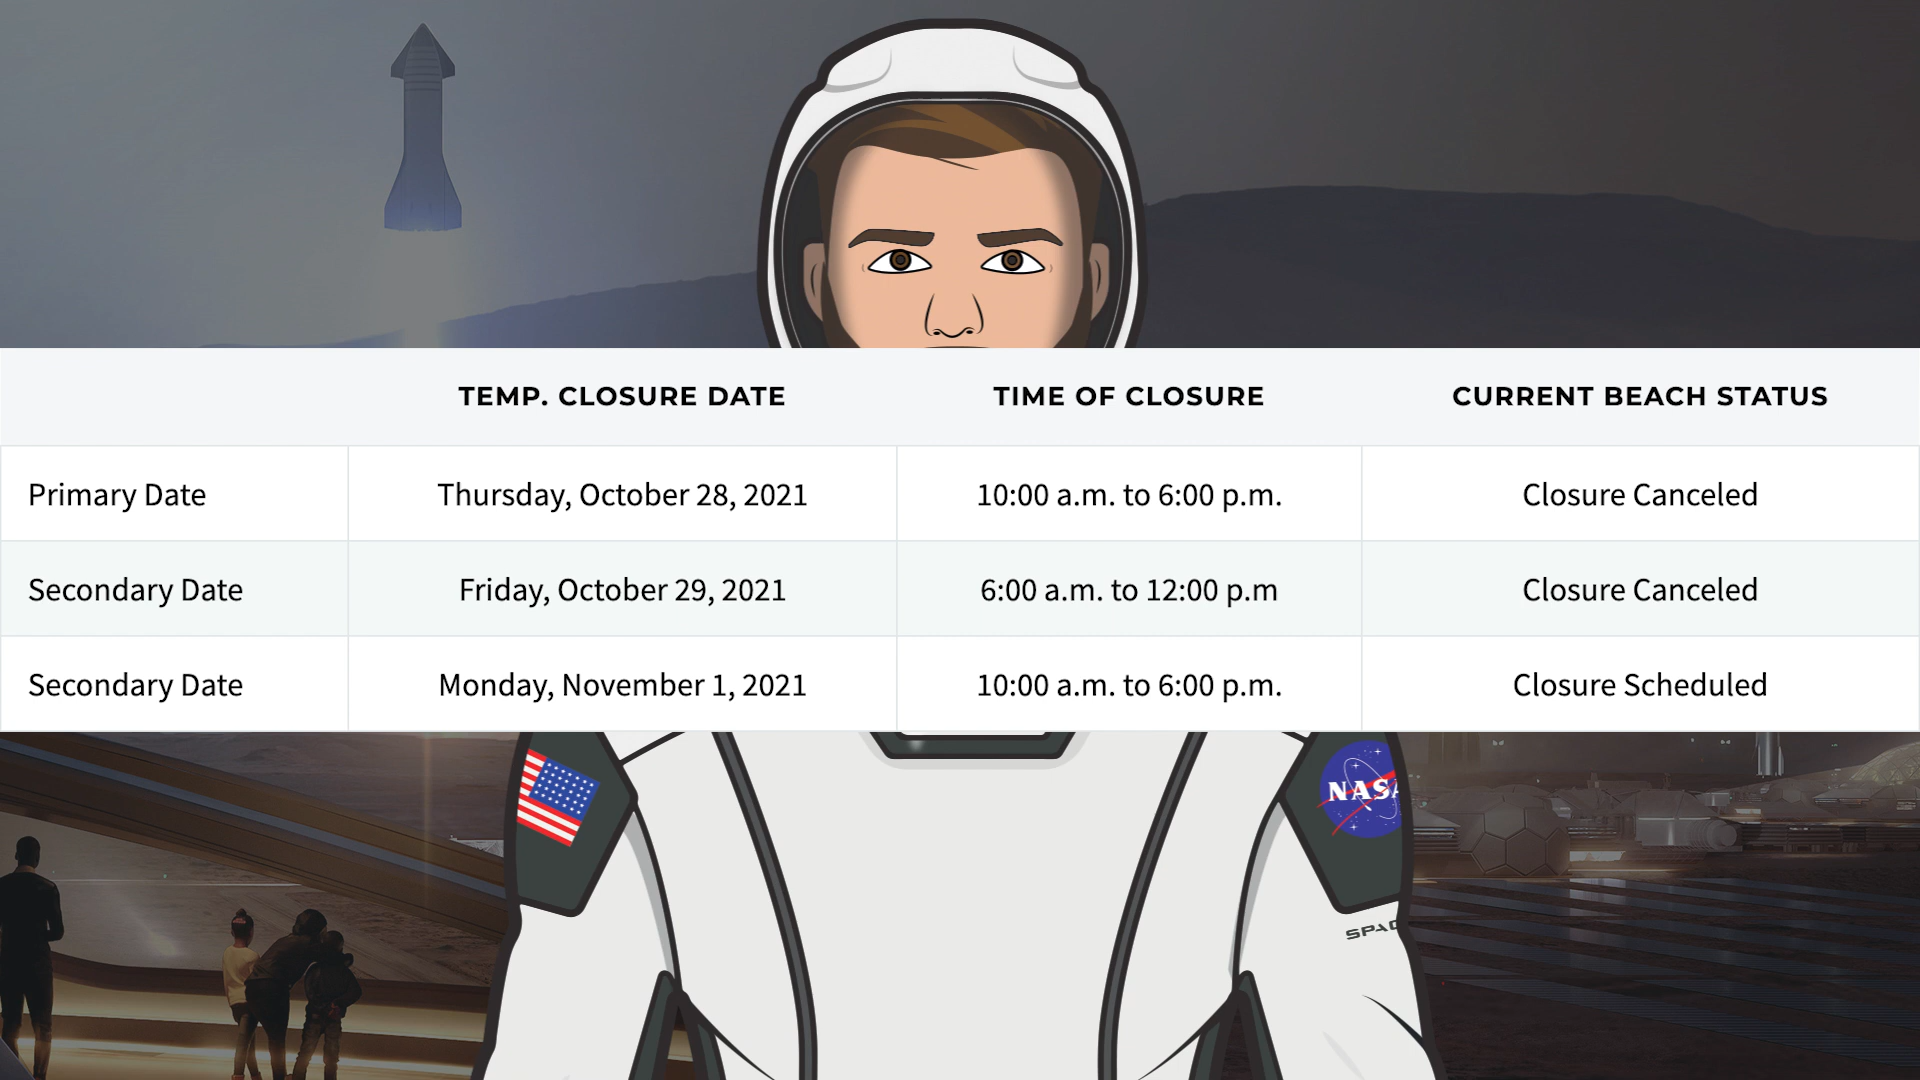 TEMP. CLOSURE DATE TIME OF CLOSURE CURRENT BEACH STATUS
Primary Date Thursday, October 28, 2021 10:00 a.m. to 6:00 p.m. Closure Canceled
Secondary Date Friday, October 29, 2021 6:00 a.m. to 12:00 p.m Closure Canceled
Secondary Date Monday, November 1, 2021 10:00 a.m. to 6:00 p.m. Closure Scheduled
NASA
SPAC